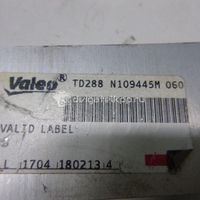 Valeo® TD288 N109445M 060
VALID LABEL
L 1704 180213 4